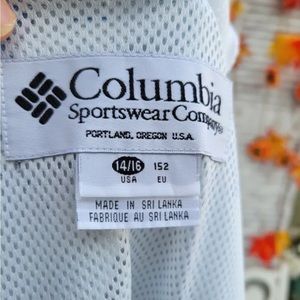 Columbia
Sportswear Company
PORTLAND, OREGON U.S.A.
14/16 152
USA EU
MADE IN SRI LANKA
FABRIQUE AU SRI LANKA